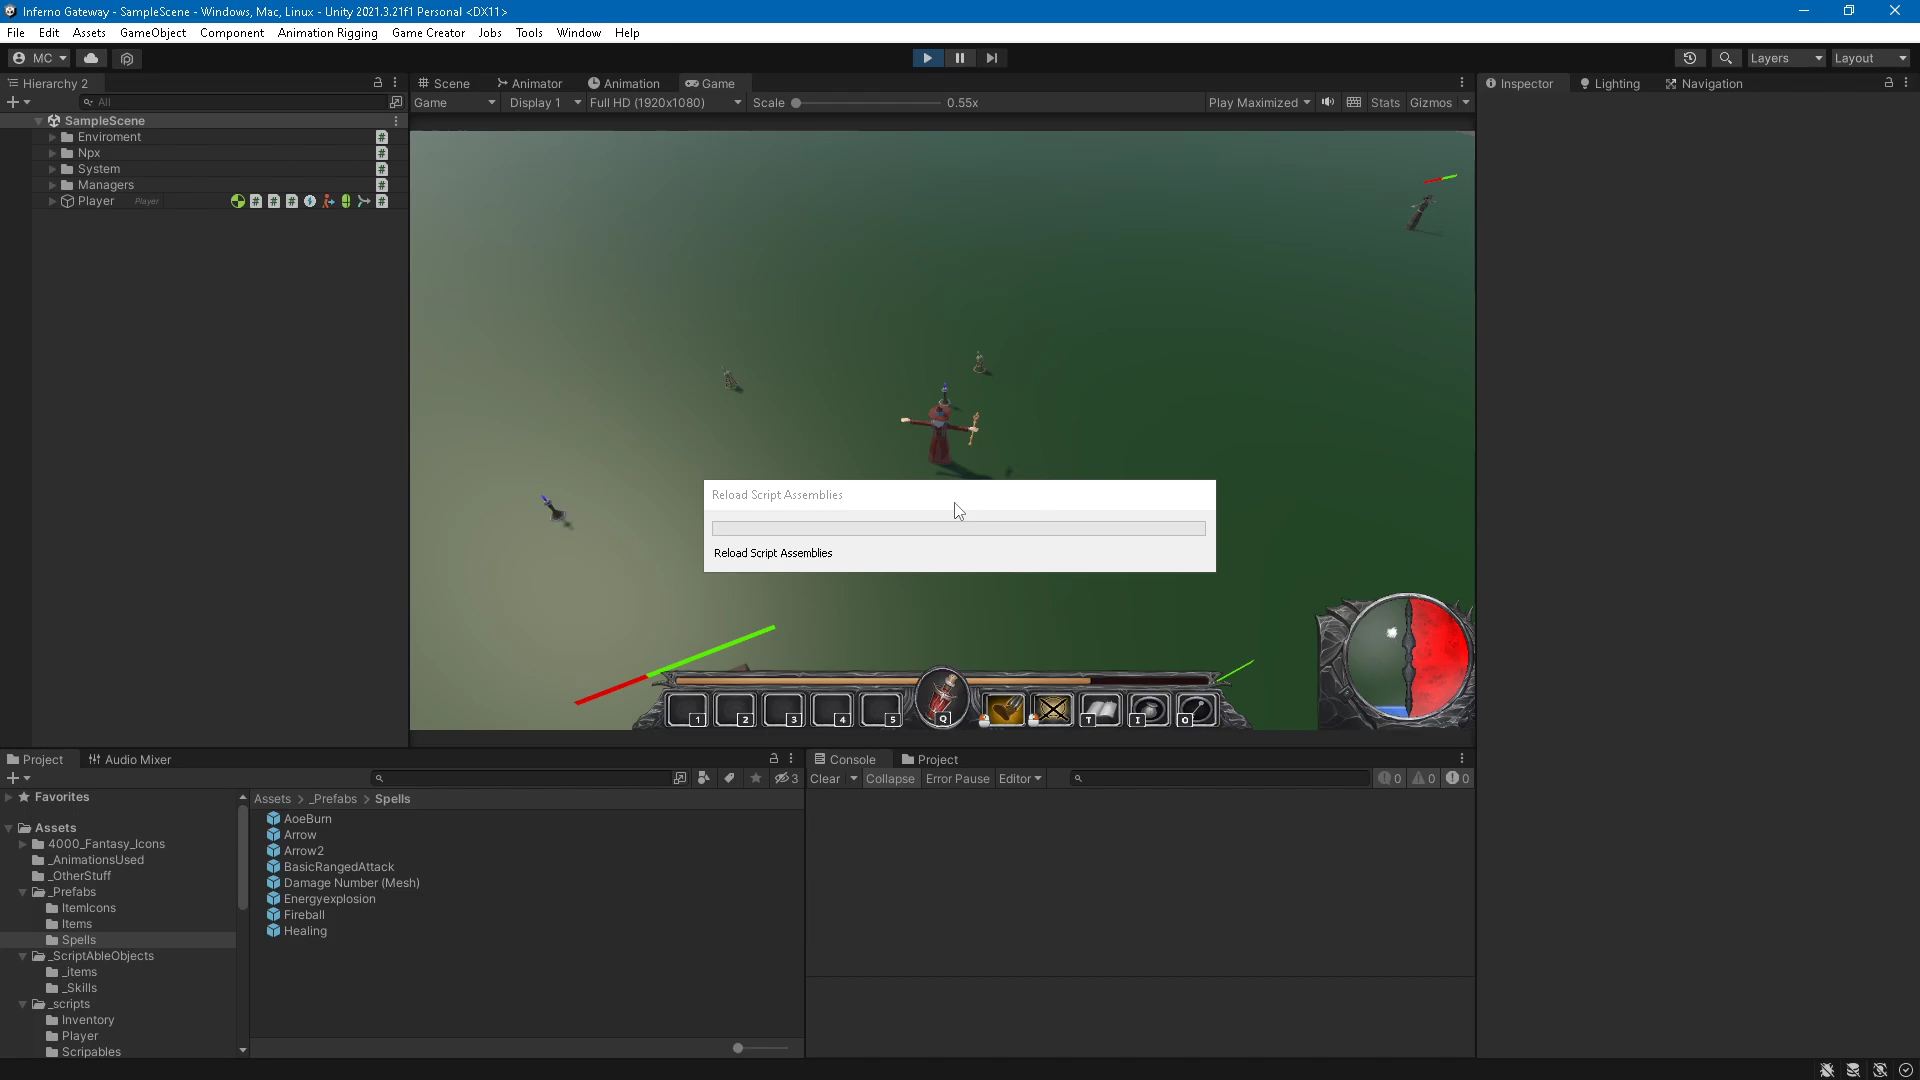 Inferno Gateway - SampleScene - Windows, Mac, Linux - Unity 2021.3.21f1 Personal <DX11>
File Edit Assets GameObject Component Animation Rigging Game Creator Jobs Tools Window Help
MC Layers Layout
Hierarchy 2 Scene Animator Animation Game Inspector Lighting Navigation
All Game Display 1 Full HD (1920x1080) Scale 0.55x Play Maximized Stats Gizmos
SampleScene
Enviroment
Npx
System
Managers
Player Player
Reload Script Assemblies
Reload Script Assemblies
1 2 3 4 5 Q T I O
Project Audio Mixer Console Project
3 Clear Collapse Error Pause Editor 0 0 0
Favorites Assets > _Prefabs > Spells
Assets
4000_Fantasy_Icons
_AnimationsUsed
_OtherStuff
_Prefabs
ItemIcons
Items
Spells
_ScriptAbleObjects
_items
_Skills
_scripts
Inventory
Player
Scripables
AoeBurn
Arrow
Arrow2
BasicRangedAttack
Damage Number (Mesh)
Energyexplosion
Fireball
Healing